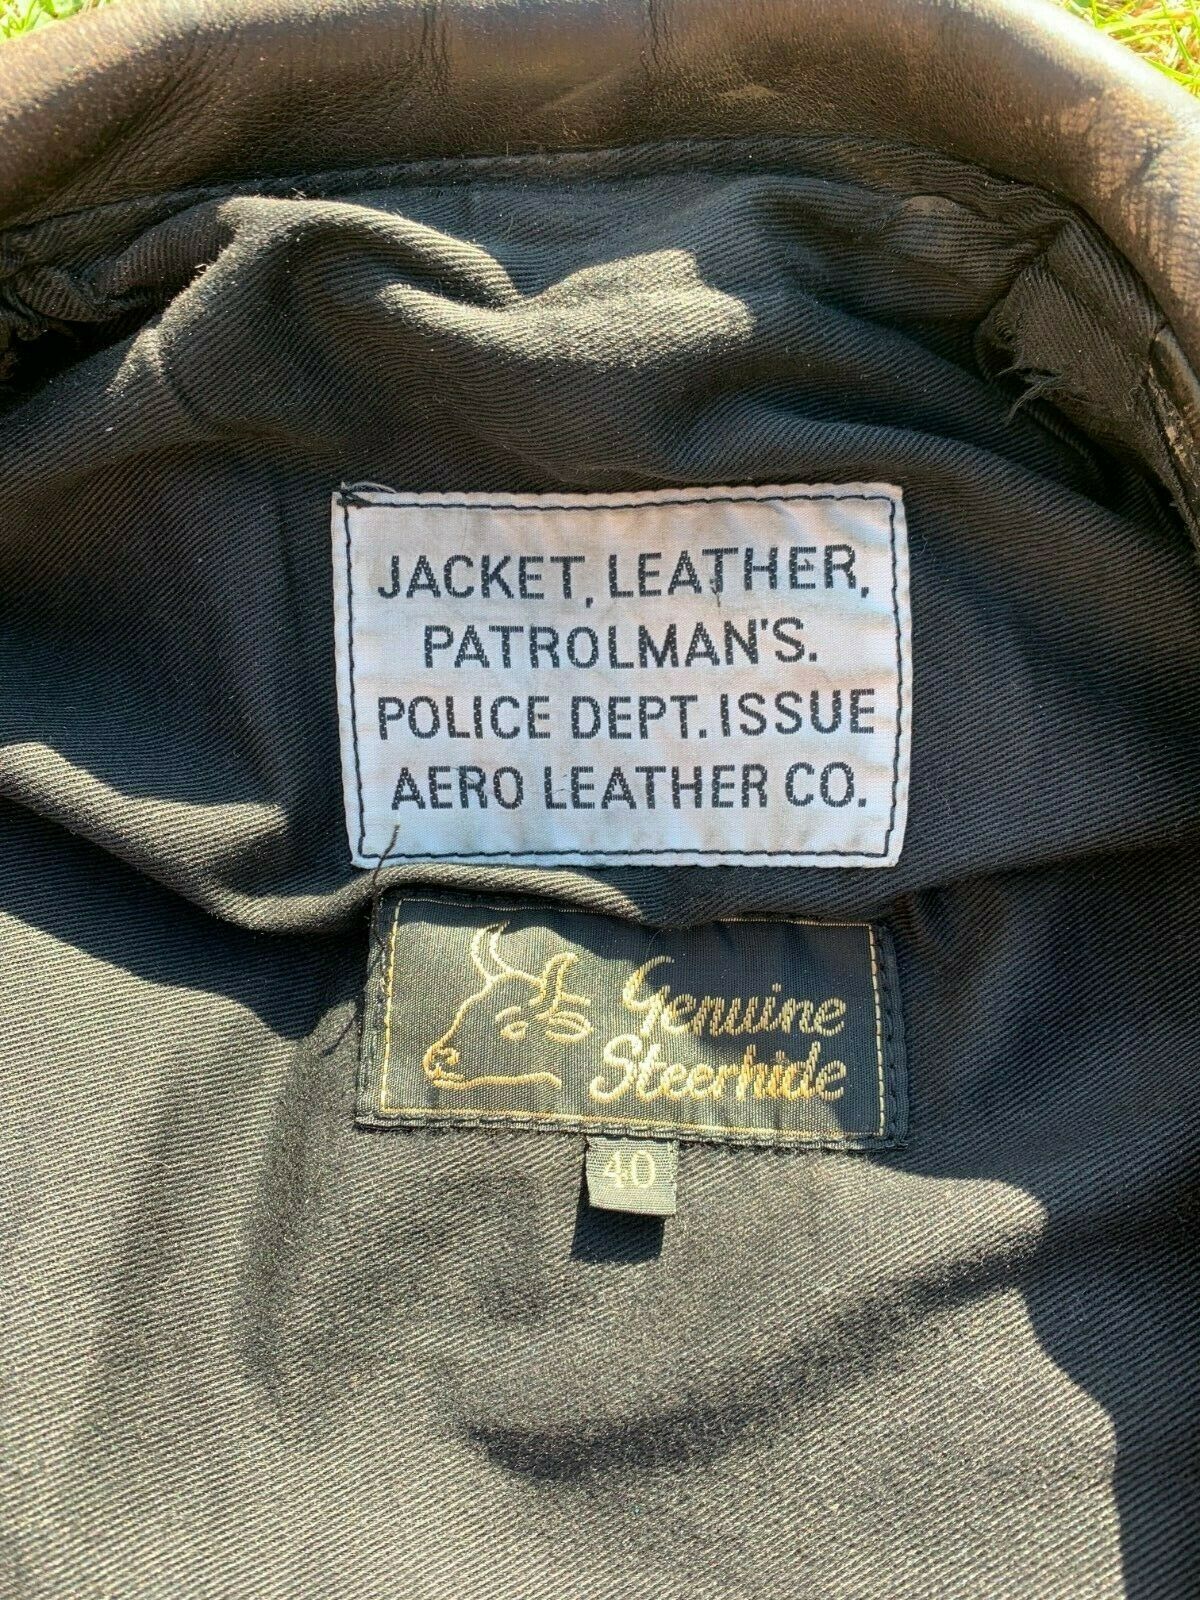 JACKET, LEATHER,
PATROLMAN'S.
POLICE DEPT. ISSUE
AERO LEATHER CO.
Genuine
Steerhide
40